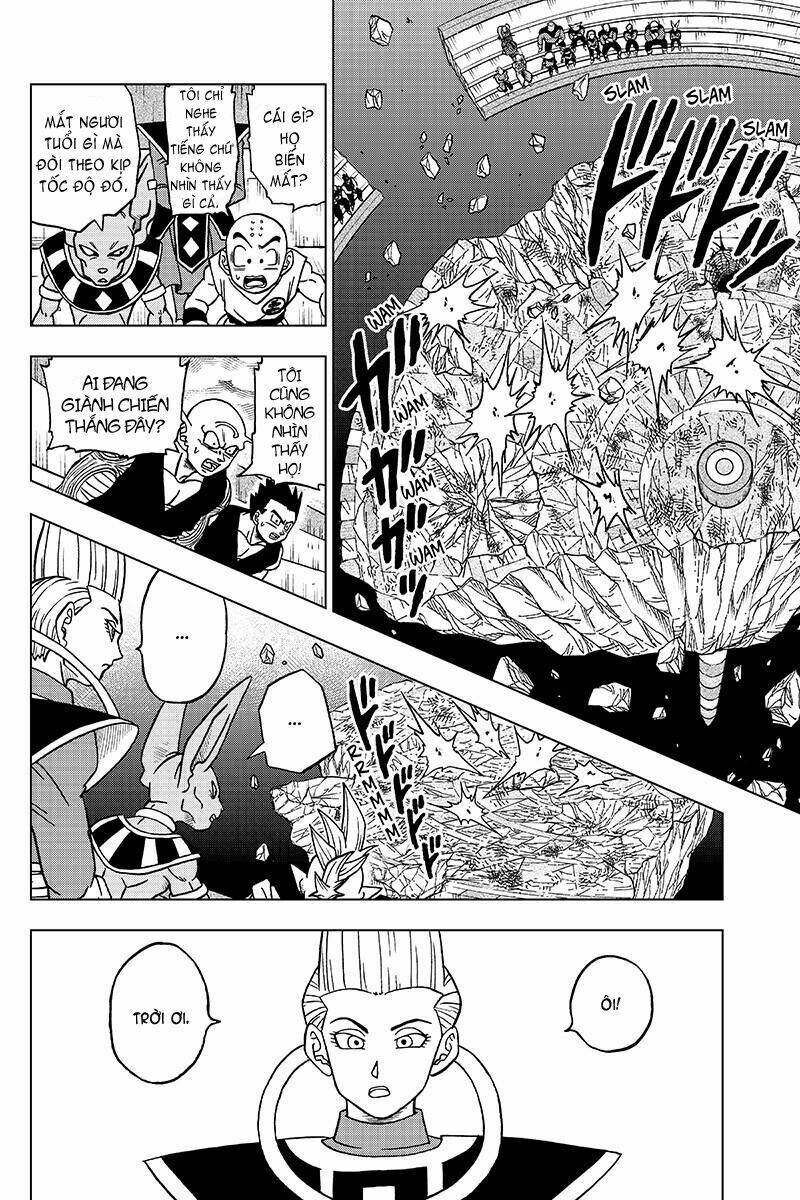 SLAM
SLAM
SLAM
ドドド
WAM
WAM
WAM
WAM
ガガガガ
CÁI GÌ?
HỌ
BIẾN
MẤT?
TÔI CHỈ
NGHE
THẤY
TIẾNG CHỨ
KHÔNG
NHÌN THẤY
GÌ CẢ.
MẮT NGƯƠI
TUỔI GÌ MÀ
ĐÒI THEO KỊP
TỐC ĐỘ ĐÓ.
TÔI
CŨNG
KHÔNG
NHÌN
THẤY
HỌ!
AI ĐANG
GIÀNH CHIẾN
THẮNG ĐÂY?
...
...
ドドドド
RRMMMM
ÔI!
TRỜI ƠI.